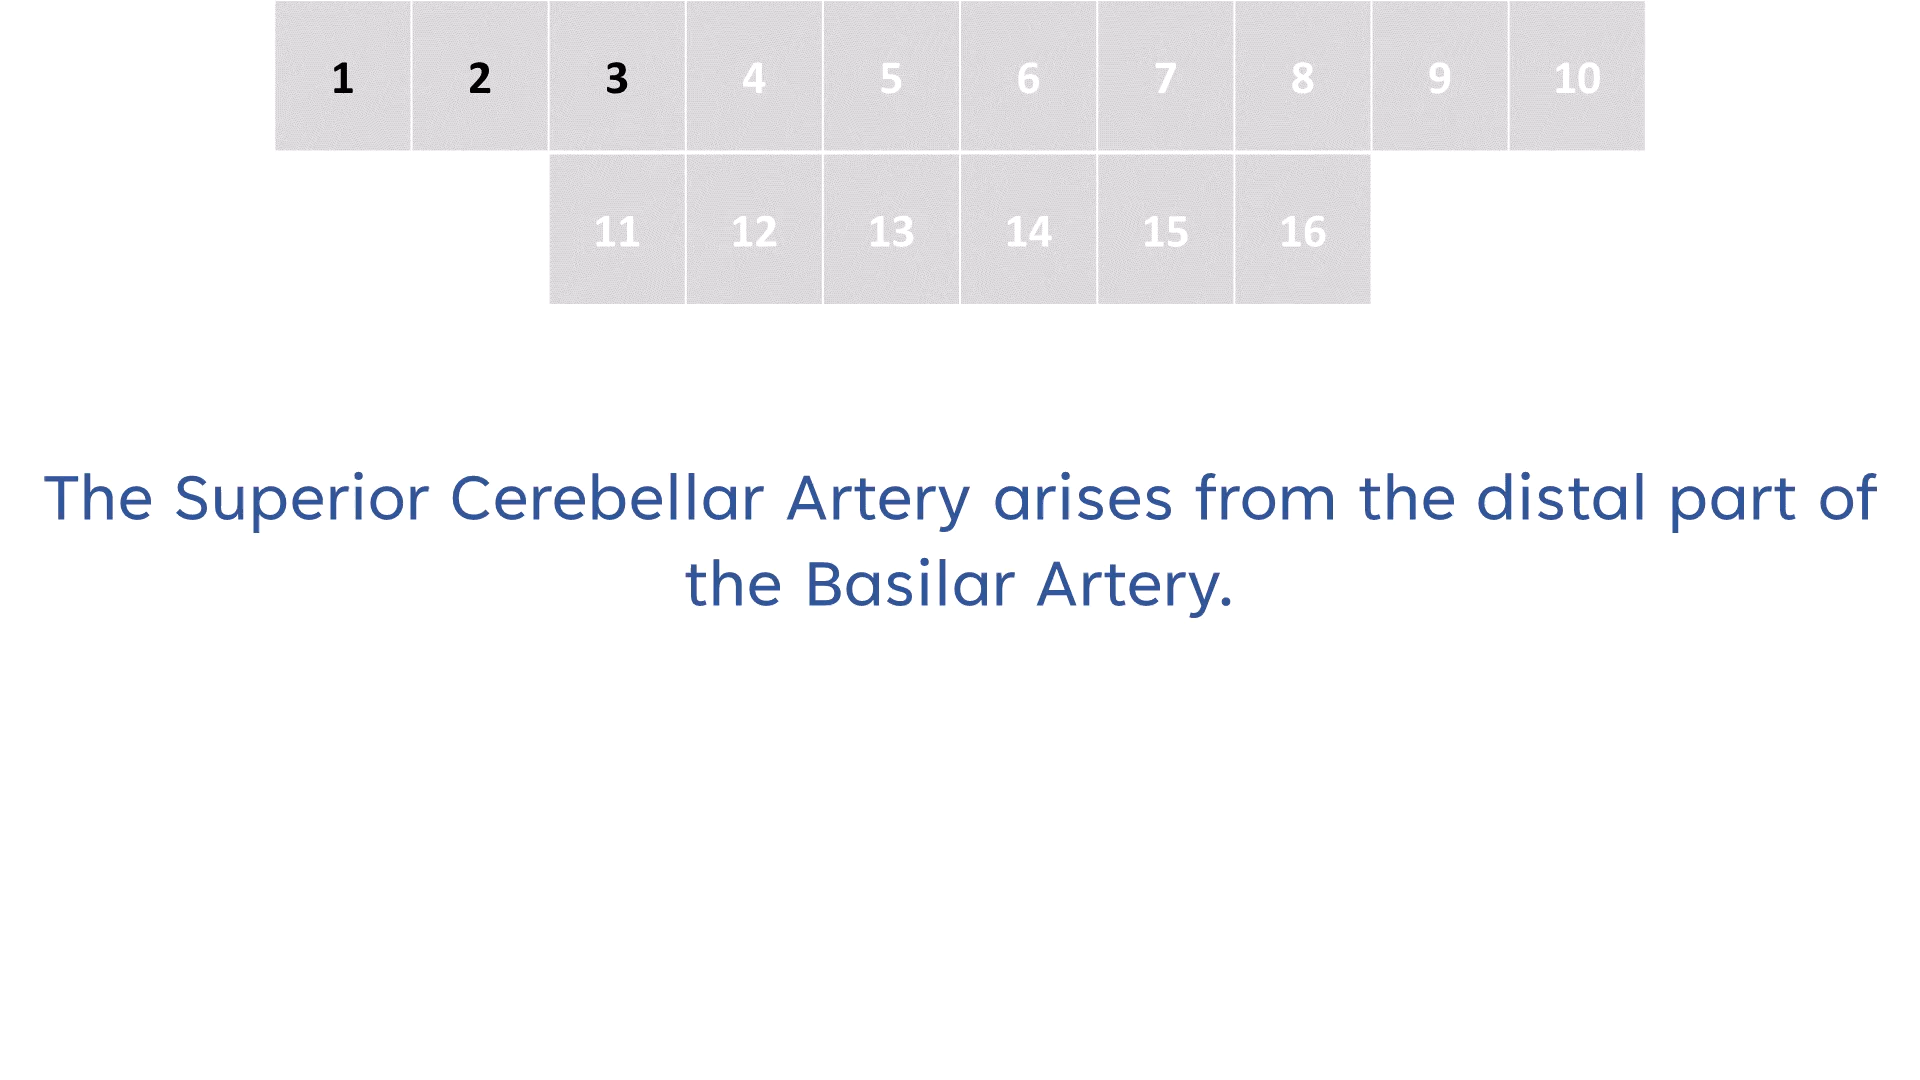 1 2 3 4 5 6 7 8 9 10
11 12 13 14 15 16
The Superior Cerebellar Artery arises from the distal part of
the Basilar Artery.